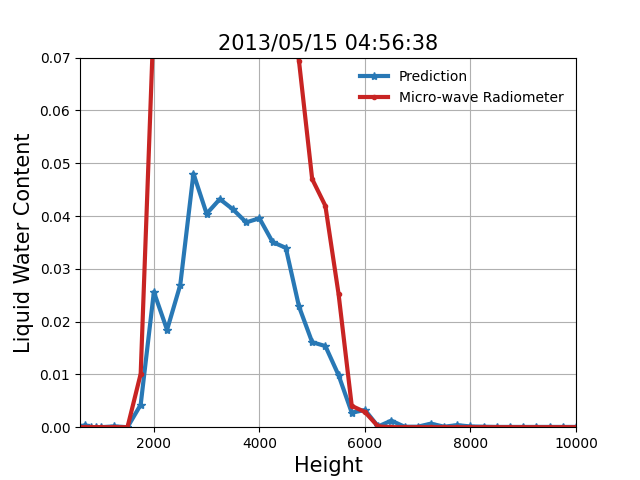 2013/05/15 04:56:38
Prediction
Micro-wave Radiometer
0.07
0.06
0.05
0.04
0.03
0.02
0.01
0.00
Liquid Water Content
2000 4000 6000 8000 10000
Height